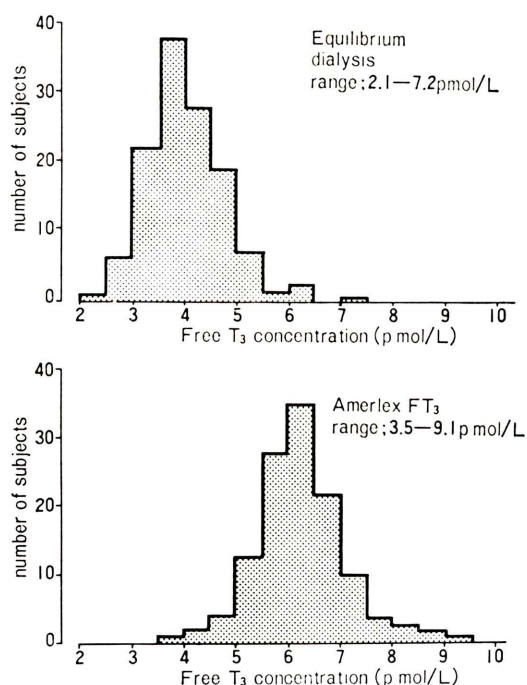 40
30
20
10
0
number of subjects
Equilibrium
dialysis
range; 2.1—7.2pmol/L
2 3 4 5 6 7 8 9 10
Free T₃ concentration (p mol/L)
40
30
20
10
0
number of subjects
Amerlex FT₃
range; 3.5—9.1 p mol/L
2 3 4 5 6 7 8 9 10
Free T₃ concentration (p mol/L)